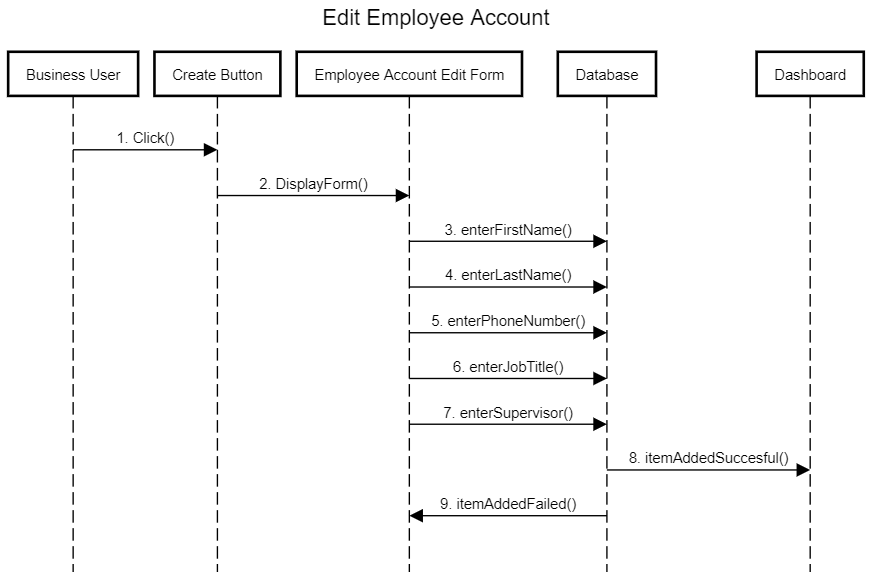 Edit Employee Account
Business User
Create Button
Employee Account Edit Form
Database
Dashboard
1. Click()
2. DisplayForm()
3. enterFirstName()
4. enterLastName()
5. enterPhoneNumber()
6. enterJobTitle()
7. enterSupervisor()
8. itemAddedSuccesful()
9. itemAddedFailed()